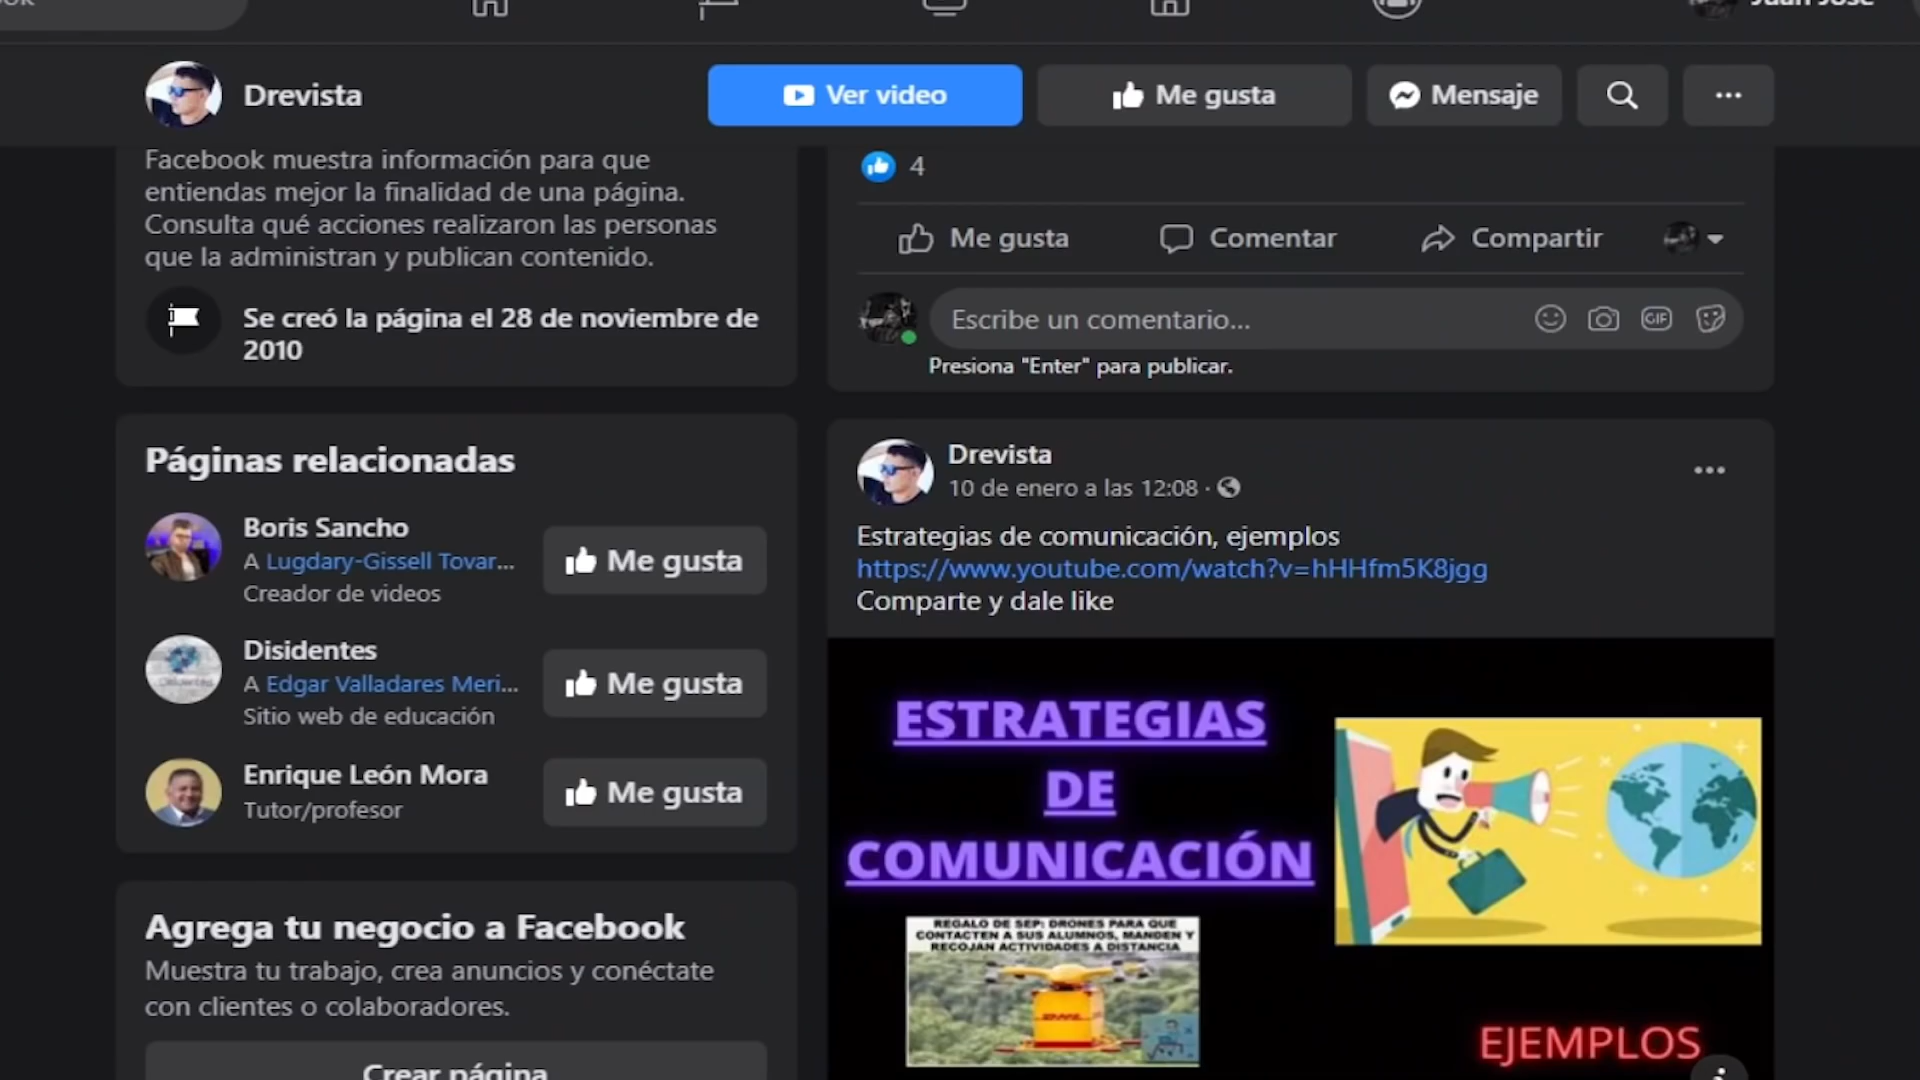 Juan José
Drevista
Ver video
Me gusta
Mensaje
Facebook muestra información para que
entiendas mejor la finalidad de una página.
Consulta qué acciones realizaron las personas
que la administran y publican contenido.
Se creó la página el 28 de noviembre de
2010
Páginas relacionadas
Boris Sancho
A Lugdary-Gissell Tovar...
Creador de videos
Me gusta
Disidentes
A Edgar Valladares Meri...
Sitio web de educación
Me gusta
Enrique León Mora
Tutor/profesor
Me gusta
Agrega tu negocio a Facebook
Muestra tu trabajo, crea anuncios y conéctate
con clientes o colaboradores.
Crear página
4
Me gusta
Comentar
Compartir
Escribe un comentario...
GIF
Presiona "Enter" para publicar.
Drevista
10 de enero a las 12:08 ·
Estrategias de comunicación, ejemplos
https://www.youtube.com/watch?v=hHHfm5K8jgg
Comparte y dale like
ESTRATEGIAS
DE
COMUNICACIÓN
REGALO DE SEP: DRONES PARA QUE
CONTACTEN A SUS ALUMNOS, MANDEN Y
RECOJAN ACTIVIDADES A DISTANCIA
DHL
EJEMPLOS